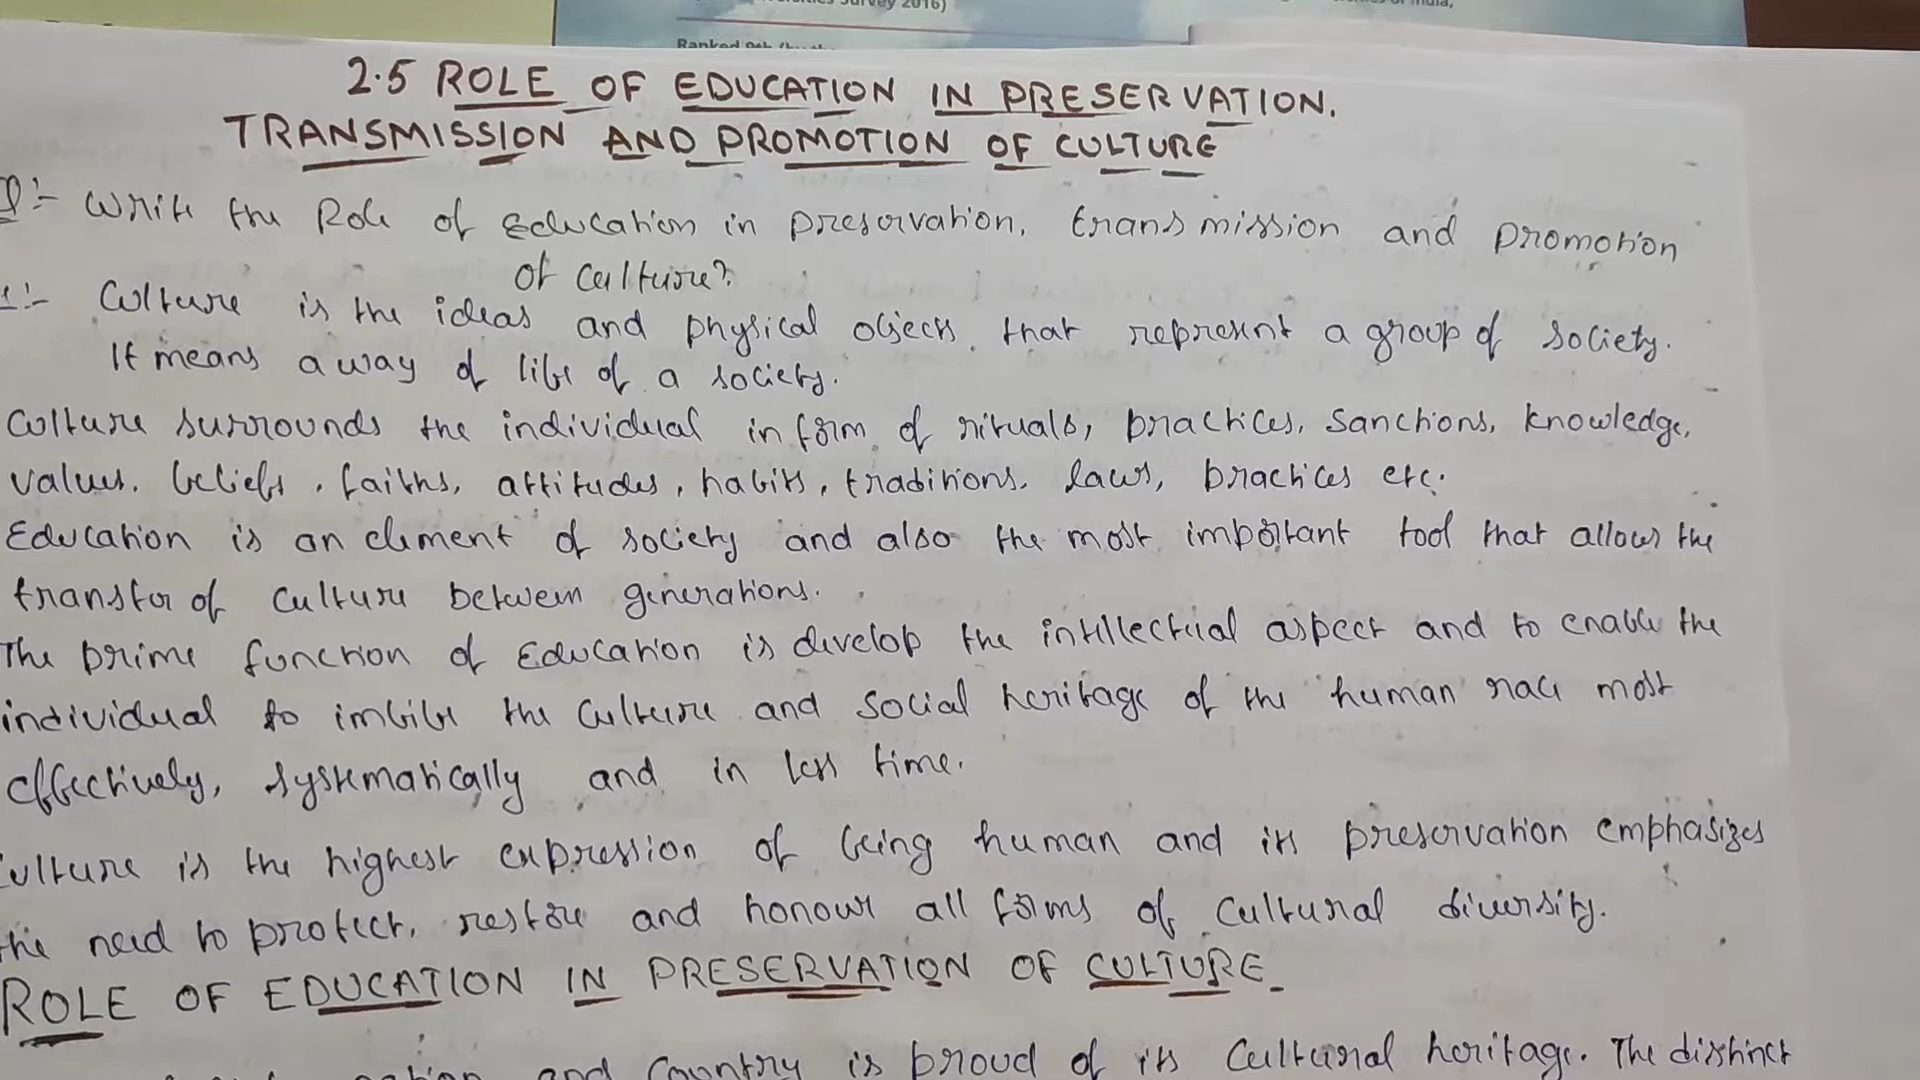 Survey 2016)
of India,
Ranked 9th
2.5 ROLE OF EDUCATION IN PRESERVATION.
TRANSMISSION AND PROMOTION OF CULTURE
Q:- Write the Role of Education in preservation, transmission and promotion
of culture?
1:- Culture is the ideas and physical objects that represent a group of society.
It means a way of life of a society.
Culture surrounds the individual in form of rituals, practices, sanctions, knowledge,
values, beliefs, faiths, attitudes, habits, traditions, laws, practices etc.
Education is an element of society and also the most important tool that allows the
transfer of culture between generations.
The prime function of Education is develop the intellectual aspect and to enable the
individual to imbibe the culture and social heritage of the human race most
effectively, systematically and in less time.
Culture is the highest expression of being human and its preservation emphasizes
the need to protect, restore and honour all forms of cultural diversity.
ROLE OF EDUCATION IN PRESERVATION OF CULTURE
and Country is proud of its Cultural heritage. The distinct